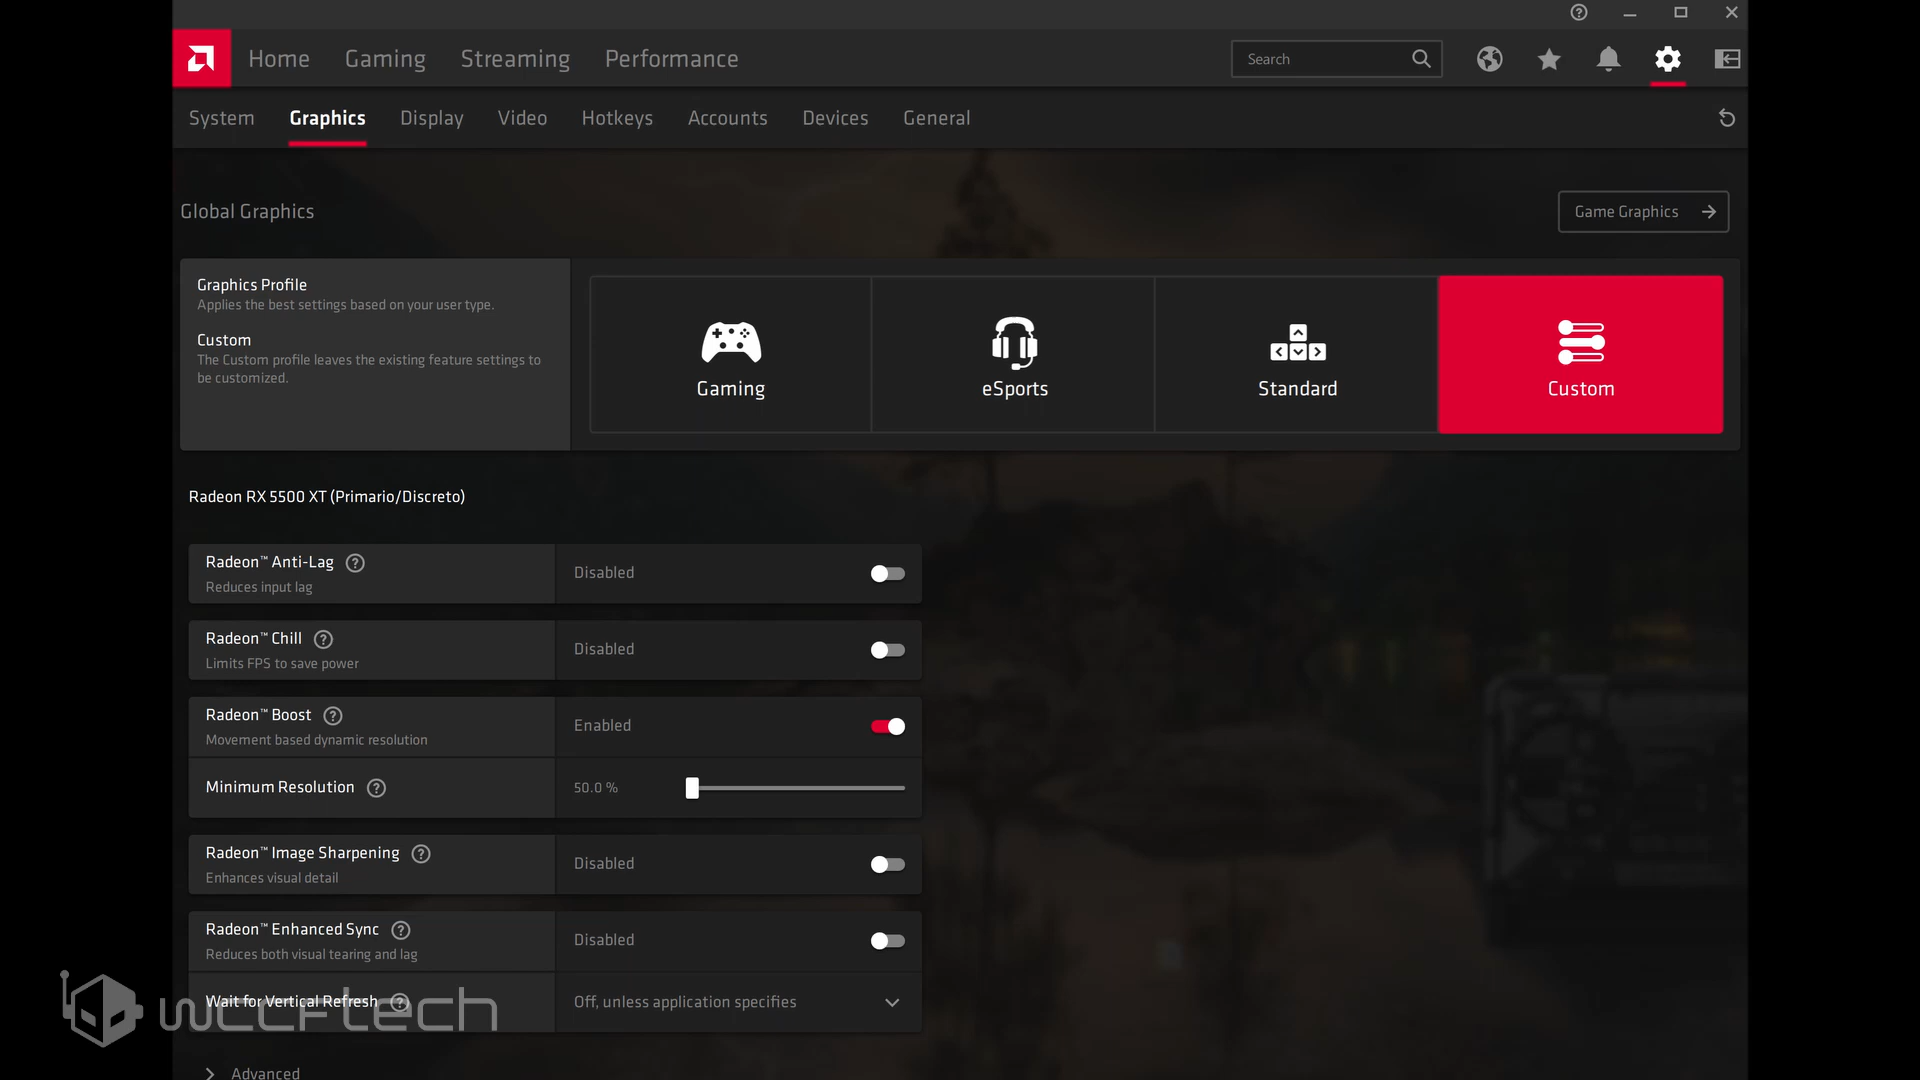 Home Gaming Streaming Performance Search
System Graphics Display Video Hotkeys Accounts Devices General
Global Graphics
Game Graphics
Graphics Profile
Applies the best settings based on your user type.
Custom
The Custom profile leaves the existing feature settings to
be customized.
Gaming eSports Standard Custom
Radeon RX 5500 XT (Primario/Discreto)
Radeon™ Anti-Lag
Reduces input lag
Disabled
Radeon™ Chill
Limits FPS to save power
Disabled
Radeon™ Boost
Movement based dynamic resolution
Enabled
Minimum Resolution
50.0 %
Radeon™ Image Sharpening
Enhances visual detail
Disabled
Radeon™ Enhanced Sync
Reduces both visual tearing and lag
Disabled
Wait for Vertical Refresh
Off, unless application specifies
wccftech
Advanced